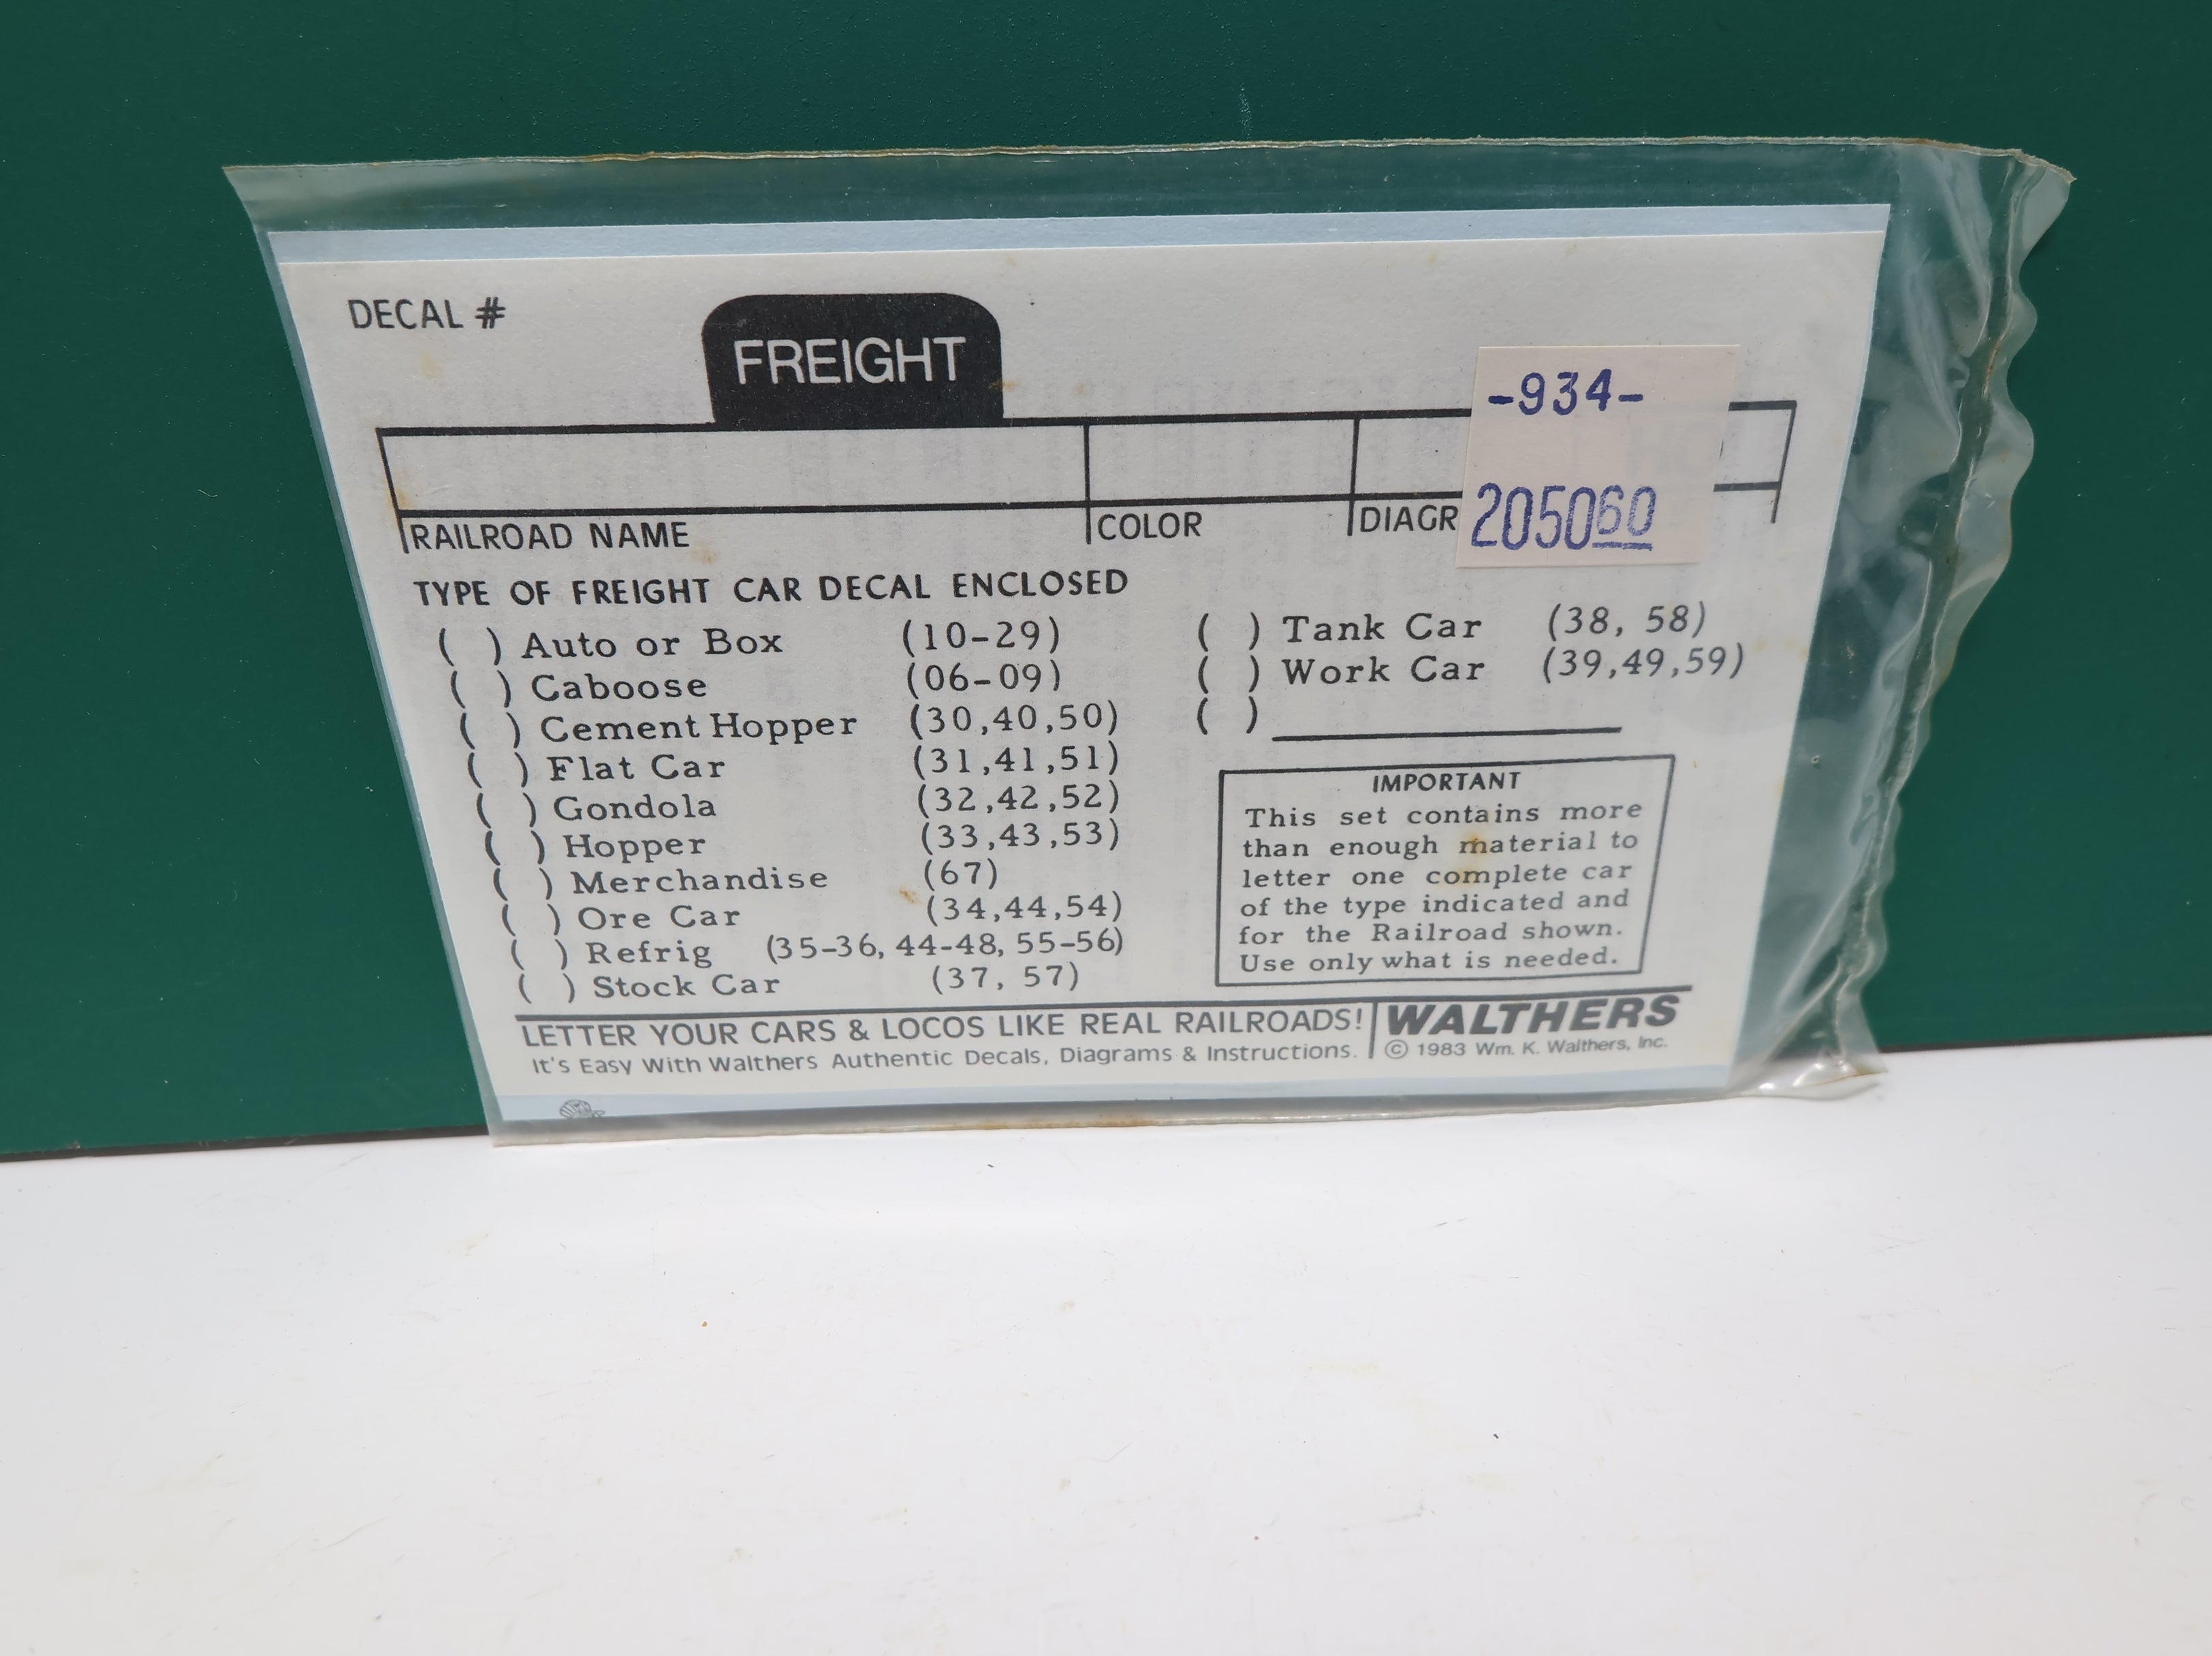 DECAL #
FREIGHT
-934-
205060
RAILROAD NAME
COLOR
DIAGR
TYPE OF FREIGHT CAR DECAL ENCLOSED
( ) Auto or Box (10-29)
( ) Caboose (06-09)
( ) Cement Hopper (30,40,50)
( ) Flat Car (31,41,51)
( ) Gondola (32,42,52)
( ) Hopper (33,43,53)
( ) Merchandise (67)
( ) Ore Car (34,44,54)
( ) Refrig (35-36, 44-48, 55-56)
( ) Stock Car (37, 57)
( ) Tank Car (38, 58)
( ) Work Car (39,49,59)
( )
IMPORTANT
This set contains more
than enough material to
letter one complete car
of the type indicated and
for the Railroad shown.
Use only what is needed.
LETTER YOUR CARS & LOCOS LIKE REAL RAILROADS!
It's Easy With Walthers Authentic Decals, Diagrams & Instructions.
WALTHERS
© 1983 Wm. K. Walthers, Inc.